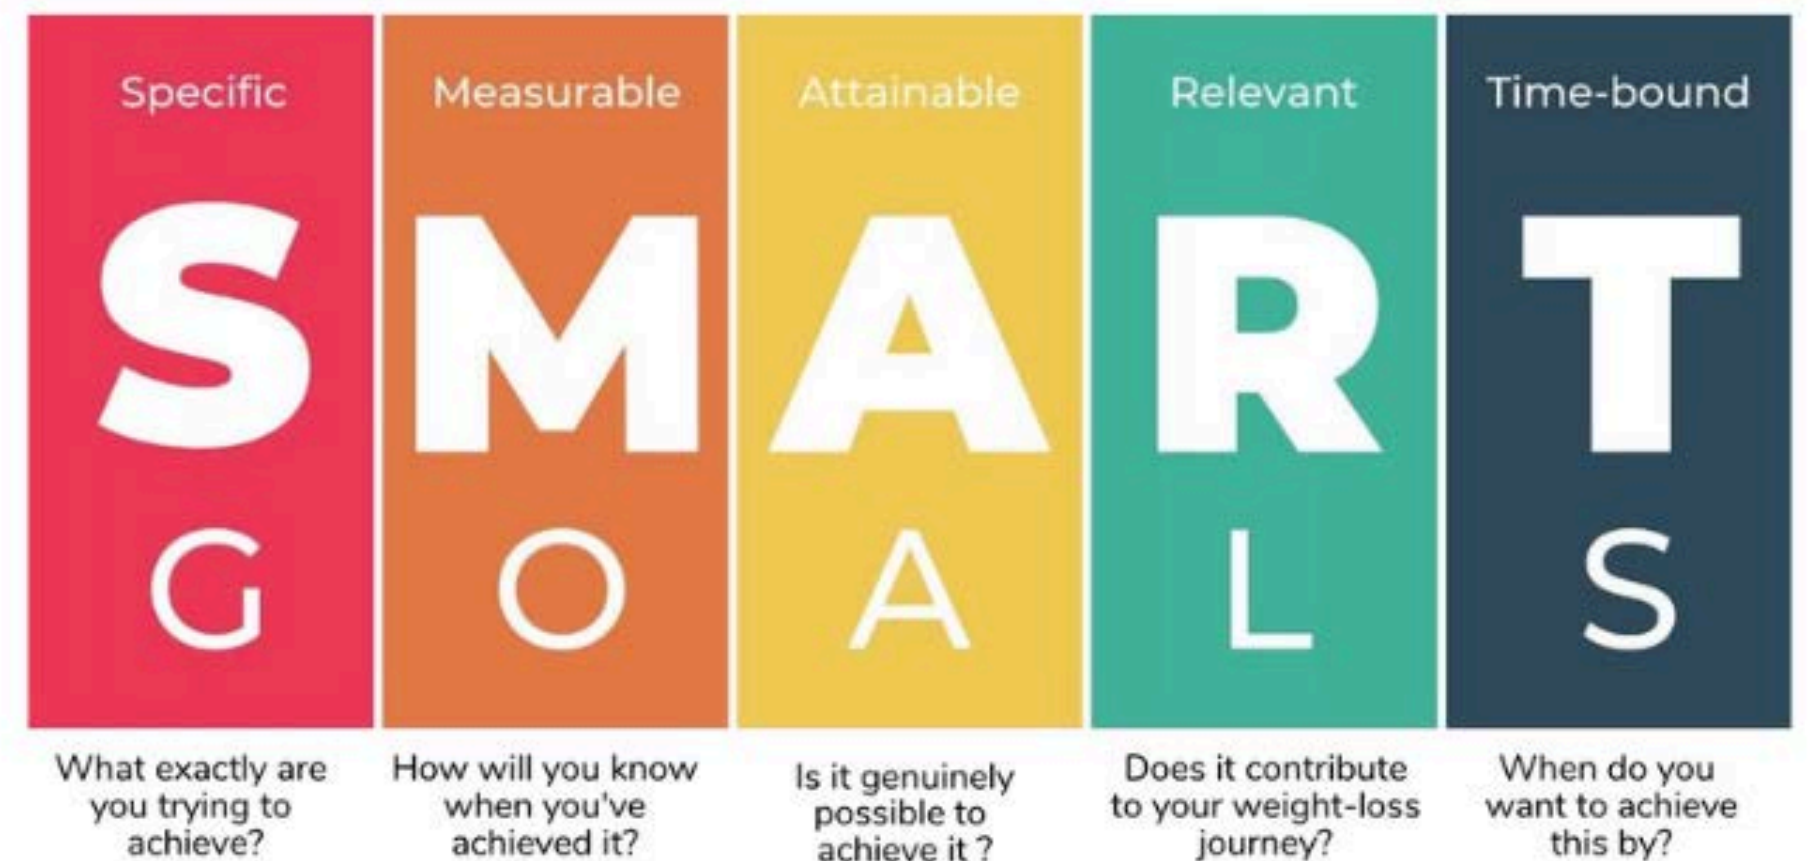 Specific
Measurable
Attainable
Relevant
Time-bound
S M A R T
G O A L S
What exactly are
you trying to
achieve?
How will you know
when you've
achieved it?
Is it genuinely
possible to
achieve it ?
Does it contribute
to your weight-loss
journey?
When do you
want to achieve
this by?